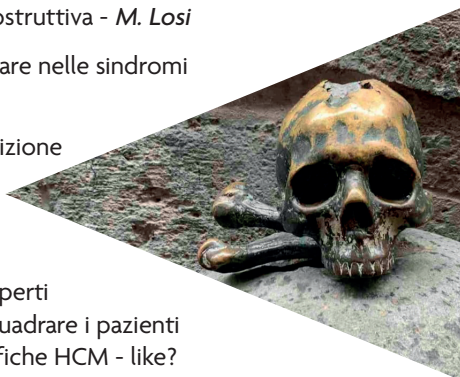 ostruttiva - M. Losi
are nelle sindromi
izione
perti
uadrare i pazienti
fiche HCM - like?